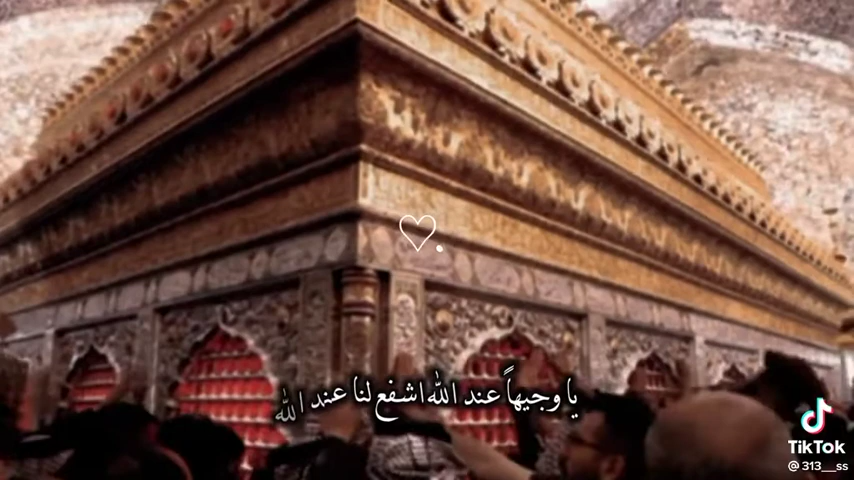 يا وجيهاً عند الله اشفع لنا عند الله
TikTok
@ 313__ss